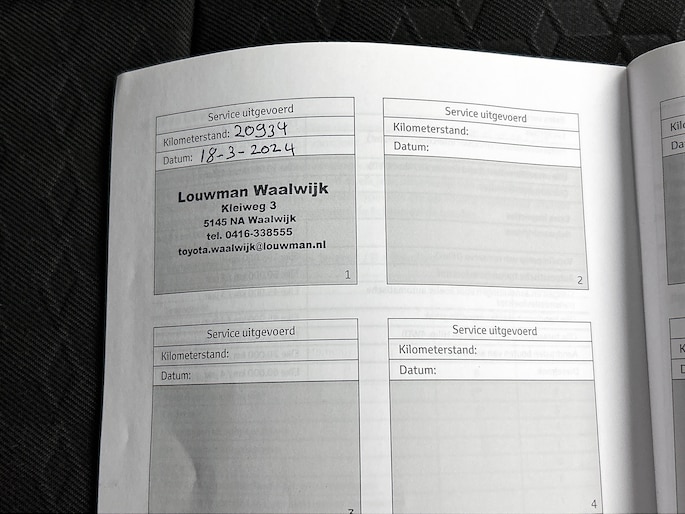 Service uitgevoerd
Kilometerstand: 20934
Datum: 18-3-2024
Louwman Waalwijk
Kleiweg 3
5145 NA Waalwijk
tel. 0416-338555
toyota.waalwijk@louwman.nl
1
Service uitgevoerd
Kilometerstand:
Datum:
2
Service uitgevoerd
Kilometerstand:
Datum:
3
Service uitgevoerd
Kilometerstand:
Datum:
4